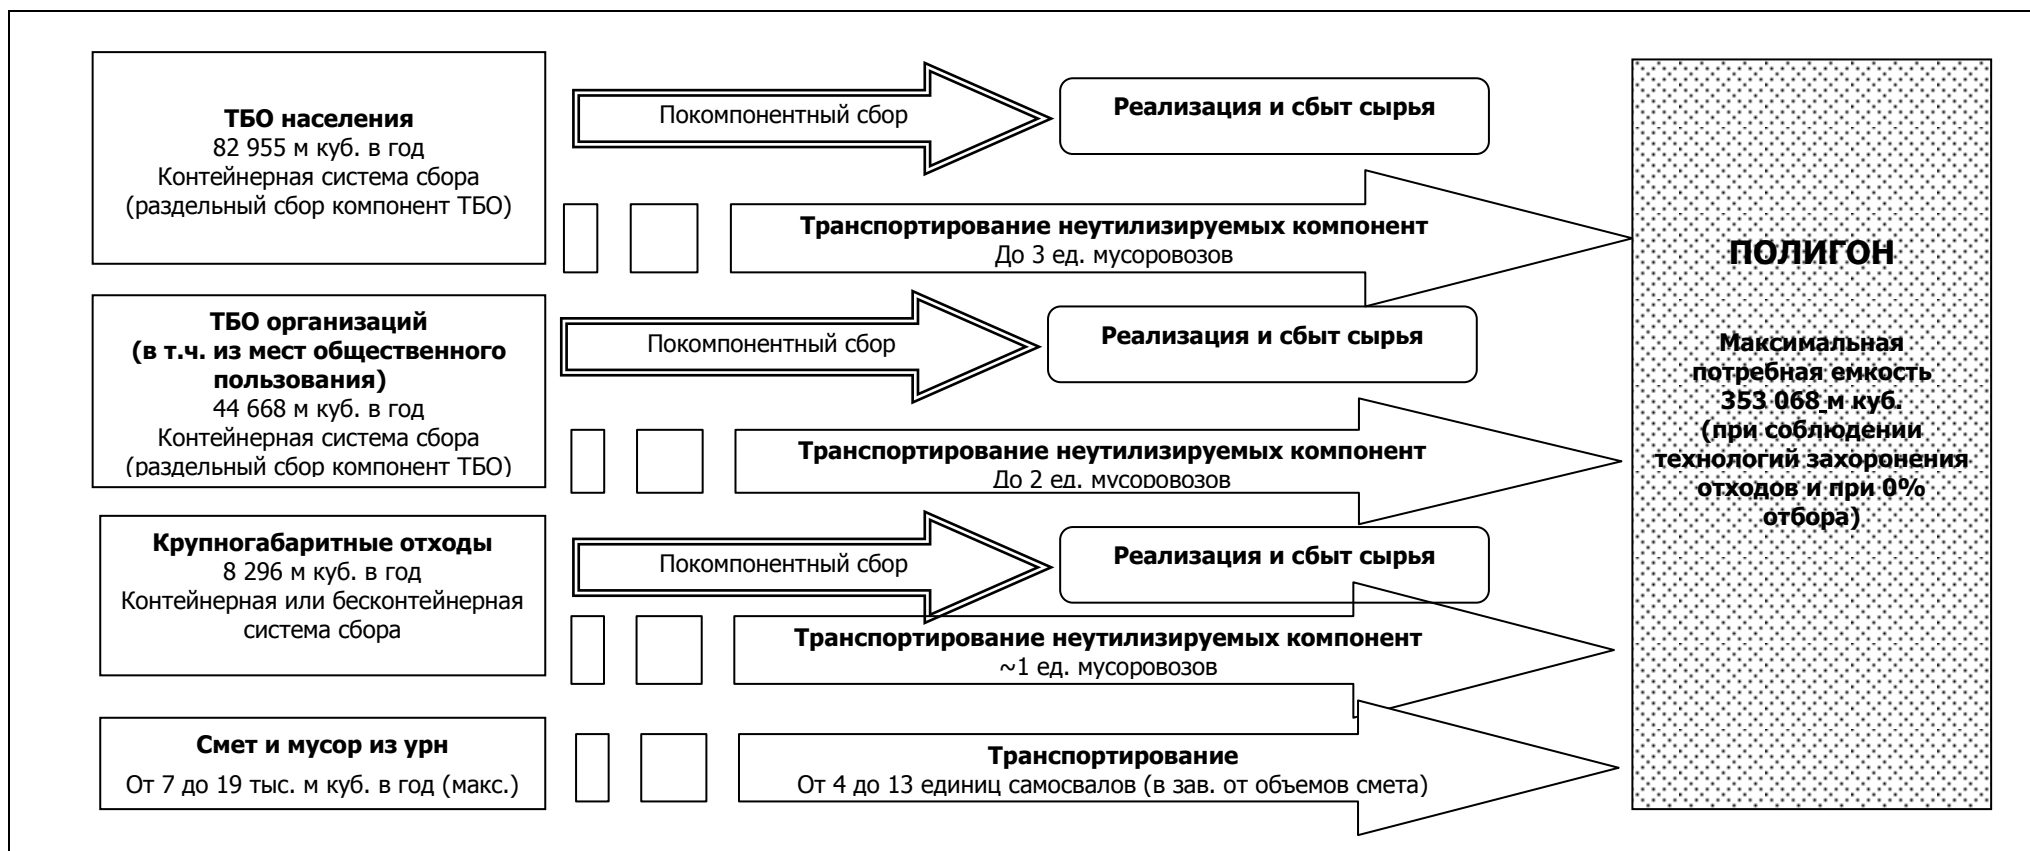 ТБО населения
82 955 м куб. в год
Контейнерная система сбора
(раздельный сбор компонент ТБО)
Покомпонентный сбор
Реализация и сбыт сырья
Транспортирование неутилизируемых компонент
До 3 ед. мусоровозов
ТБО организаций
(в т.ч. из мест общественного
пользования)
44 668 м куб. в год
Контейнерная система сбора
(раздельный сбор компонент ТБО)
Покомпонентный сбор
Реализация и сбыт сырья
Транспортирование неутилизируемых компонент
До 2 ед. мусоровозов
Крупногабаритные отходы
8 296 м куб. в год
Контейнерная или бесконтейнерная
система сбора
Покомпонентный сбор
Реализация и сбыт сырья
Транспортирование неутилизируемых компонент
~1 ед. мусоровозов
Смет и мусор из урн
От 7 до 19 тыс. м куб. в год (макс.)
Транспортирование
От 4 до 13 единиц самосвалов (в зав. от объемов смета)
ПОЛИГОН
Максимальная
потребная емкость
353 068 м куб.
(при соблюдении
технологий захоронения
отходов и при 0%
отбора)